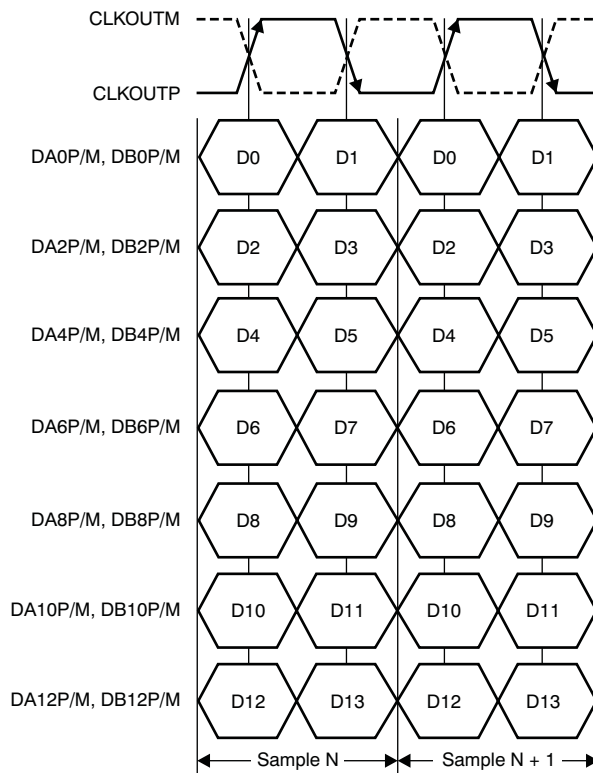 CLKOUTM
CLKOUTP
DA0P/M, DB0P/M D0 D1 D0 D1
DA2P/M, DB2P/M D2 D3 D2 D3
DA4P/M, DB4P/M D4 D5 D4 D5
DA6P/M, DB6P/M D6 D7 D6 D7
DA8P/M, DB8P/M D8 D9 D8 D9
DA10P/M, DB10P/M D10 D11 D10 D11
DA12P/M, DB12P/M D12 D13 D12 D13
Sample N Sample N + 1